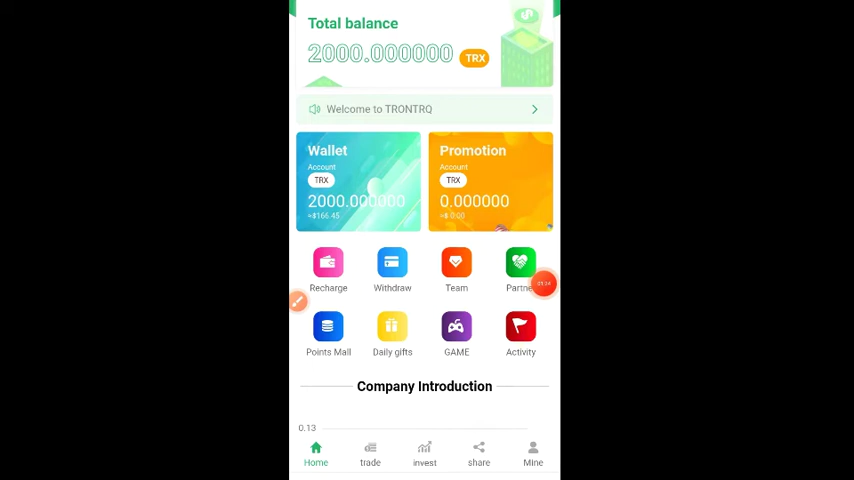 Total balance
2000.000000 TRX
Welcome to TRONTRQ
Wallet
Account
TRX
2000.000000
≈$166.45
Promotion
Account
TRX
0.000000
≈$ 0.00
Recharge Withdraw Team Partne
01:34
Points Mall Daily gifts GAME Activity
Company Introduction
0.13
Home trade invest share Mine